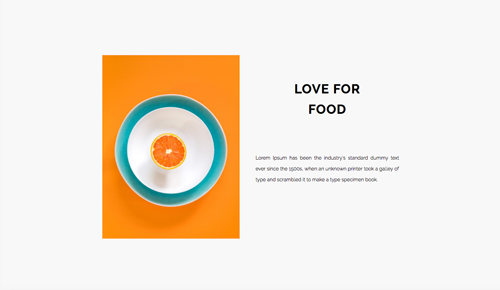 LOVE FOR
FOOD
Lorem Ipsum has been the industry's standard dummy text
ever since the 1500s, when an unknown printer took a galley of
type and scrambled it to make a type specimen book.